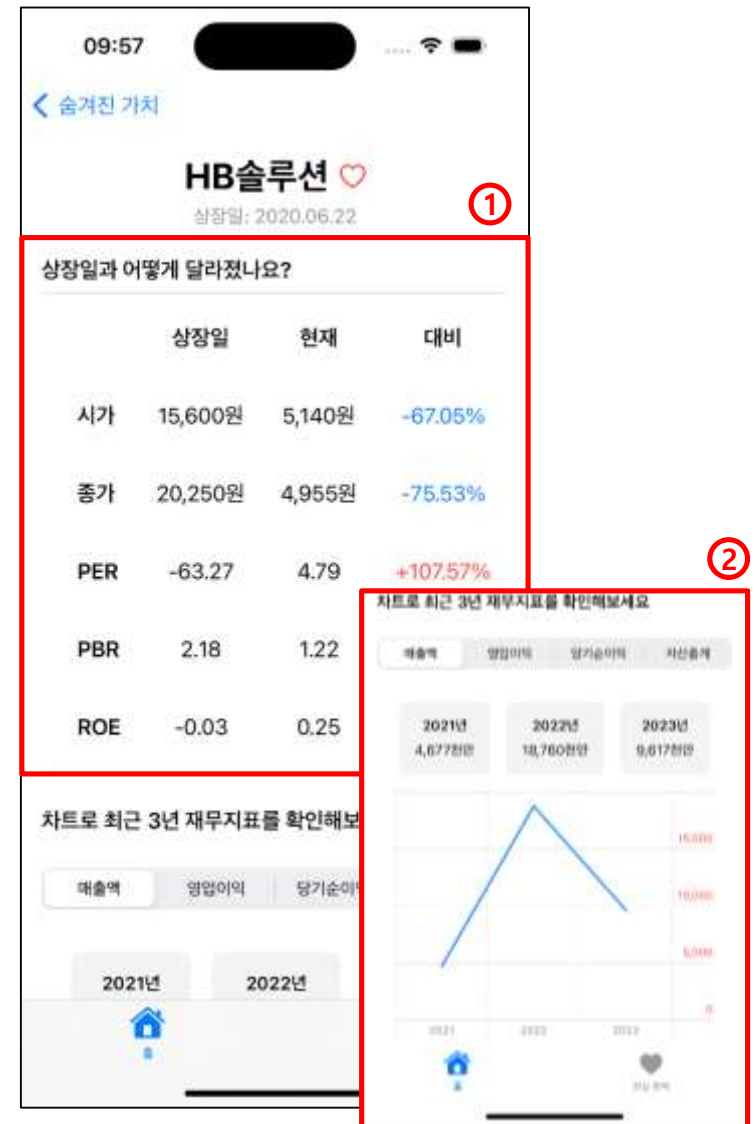 09:57
숨겨진 가치
HB솔루션
상장일: 2020.06.22
①
상장일과 어떻게 달라졌나요?
상장일 현재 대비
시가 15,600원 5,140원 -67.05%
종가 20,250원 4,955원 -75.53%
PER -63.27 4.79 +107.57%
PBR 2.18 1.22
ROE -0.03 0.25
차트로 최근 3년 재무지표를 확인해보
매출액 영업이익 당기순이익
2021년 2022년
홈
②
차트로 최근 3년 재무지표를 확인해보세요
매출액 영업이익 당기순이익 자산총계
2021년 2022년 2023년
4,677천만 18,760천만 9,617천만
15,000
10,000
5,000
0
2021 2022 2023
홈 관심 종목